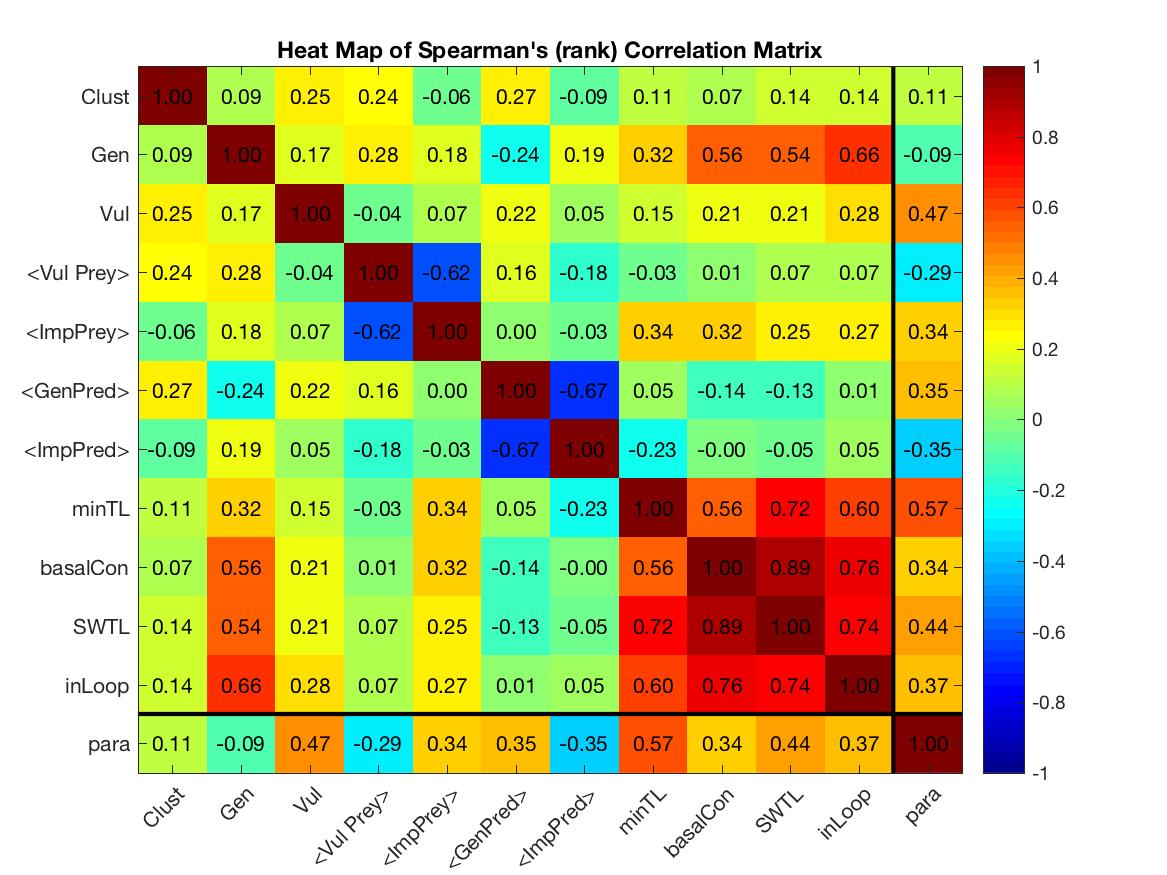 Heat Map of Spearman's (rank) Correlation Matrix
Clust 1.00 0.09 0.25 0.24 -0.06 0.27 -0.09 0.11 0.07 0.14 0.14 0.11
Gen 0.09 1.00 0.17 0.28 0.18 -0.24 0.19 0.32 0.56 0.54 0.66 -0.09
Vul 0.25 0.17 1.00 -0.04 0.07 0.22 0.05 0.15 0.21 0.21 0.28 0.47
<Vul Prey> 0.24 0.28 -0.04 1.00 -0.62 0.16 -0.18 -0.03 0.01 0.07 0.07 -0.29
<ImpPrey> -0.06 0.18 0.07 -0.62 1.00 0.00 -0.03 0.34 0.32 0.25 0.27 0.34
<GenPred> 0.27 -0.24 0.22 0.16 0.00 1.00 -0.67 0.05 -0.14 -0.13 0.01 0.35
<ImpPred> -0.09 0.19 0.05 -0.18 -0.03 -0.67 1.00 -0.23 -0.00 -0.05 0.05 -0.35
minTL 0.11 0.32 0.15 -0.03 0.34 0.05 -0.23 1.00 0.56 0.72 0.60 0.57
basalCon 0.07 0.56 0.21 0.01 0.32 -0.14 -0.00 0.56 1.00 0.89 0.76 0.34
SWTL 0.14 0.54 0.21 0.07 0.25 -0.13 -0.05 0.72 0.89 1.00 0.74 0.44
inLoop 0.14 0.66 0.28 0.07 0.27 0.01 0.05 0.60 0.76 0.74 1.00 0.37
para 0.11 -0.09 0.47 -0.29 0.34 0.35 -0.35 0.57 0.34 0.44 0.37 1.00
Clust Gen Vul <Vul Prey> <ImpPrey> <GenPred> <ImpPred> minTL basalCon SWTL inLoop para
1
0.8
0.6
0.4
0.2
0
-0.2
-0.4
-0.6
-0.8
-1